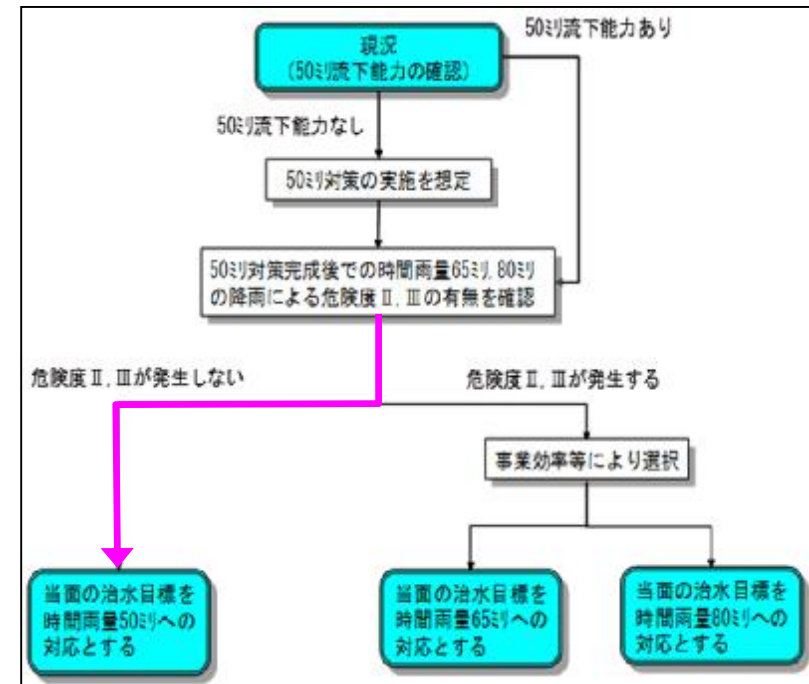 50ミリ流下能力あり
現況
(50ミリ流下能力の確認)
50ミリ流下能力なし
50ミリ対策の実施を想定
50ミリ対策完成後での時間雨量65ミリ,80ミリ
の降雨による危険度Ⅱ,Ⅲの有無を確認
危険度Ⅱ,Ⅲが発生しない
危険度Ⅱ,Ⅲが発生する
事業効率等により選択
当面の治水目標を
時間雨量50ミリへの
対応とする
当面の治水目標を
時間雨量65ミリへの
対応とする
当面の治水目標を
時間雨量80ミリへの
対応とする